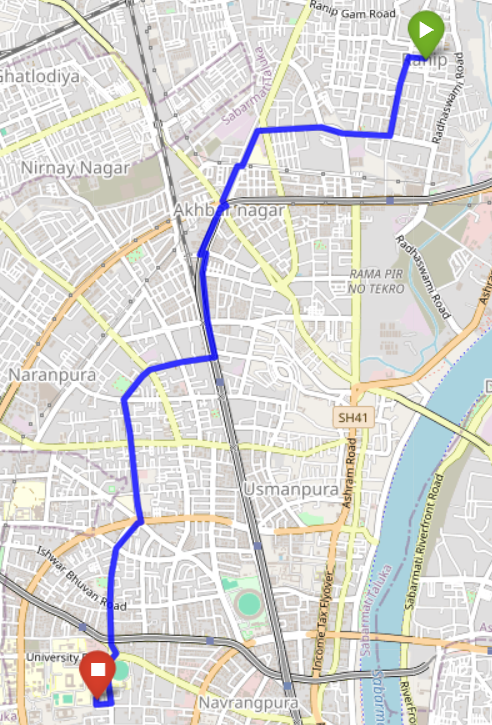 Ranip Gam Road
Ranip
Radhaswami Road
Ghatlodiya
Sabarmati Taluka
Nirnay Nagar
Akhbarnagar
RAMA PIR
NO TEKRO
Radhaswami Road
Naranpura
SH41
Ashram Road
Usmanpura
Sabarmati Riverfront Road
Ishwar Bhuvan Road
Income Tax Flyover
Sabarmati Taluka
University
Navrangpura